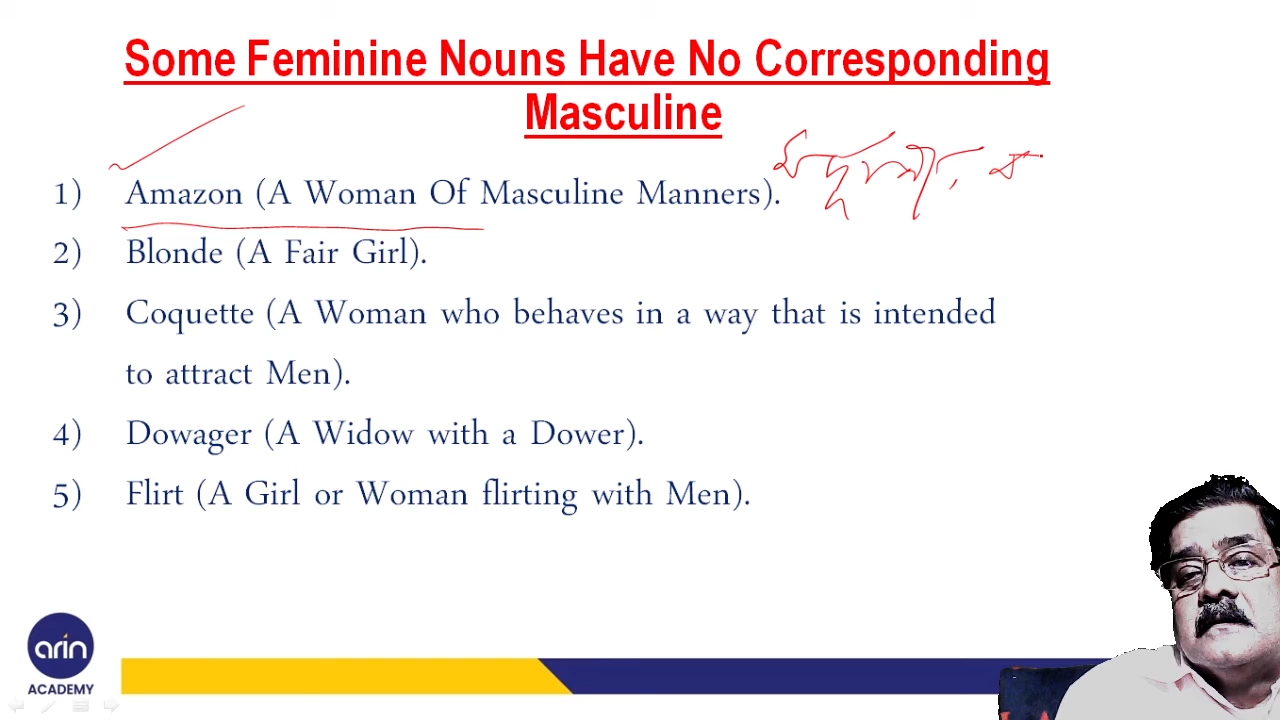 Some Feminine Nouns Have No Corresponding
Masculine
1) Amazon (A Woman Of Masculine Manners).
2) Blonde (A Fair Girl).
3) Coquette (A Woman who behaves in a way that is intended
to attract Men).
4) Dowager (A Widow with a Dower).
5) Flirt (A Girl or Woman flirting with Men).
arin
ACADEMY